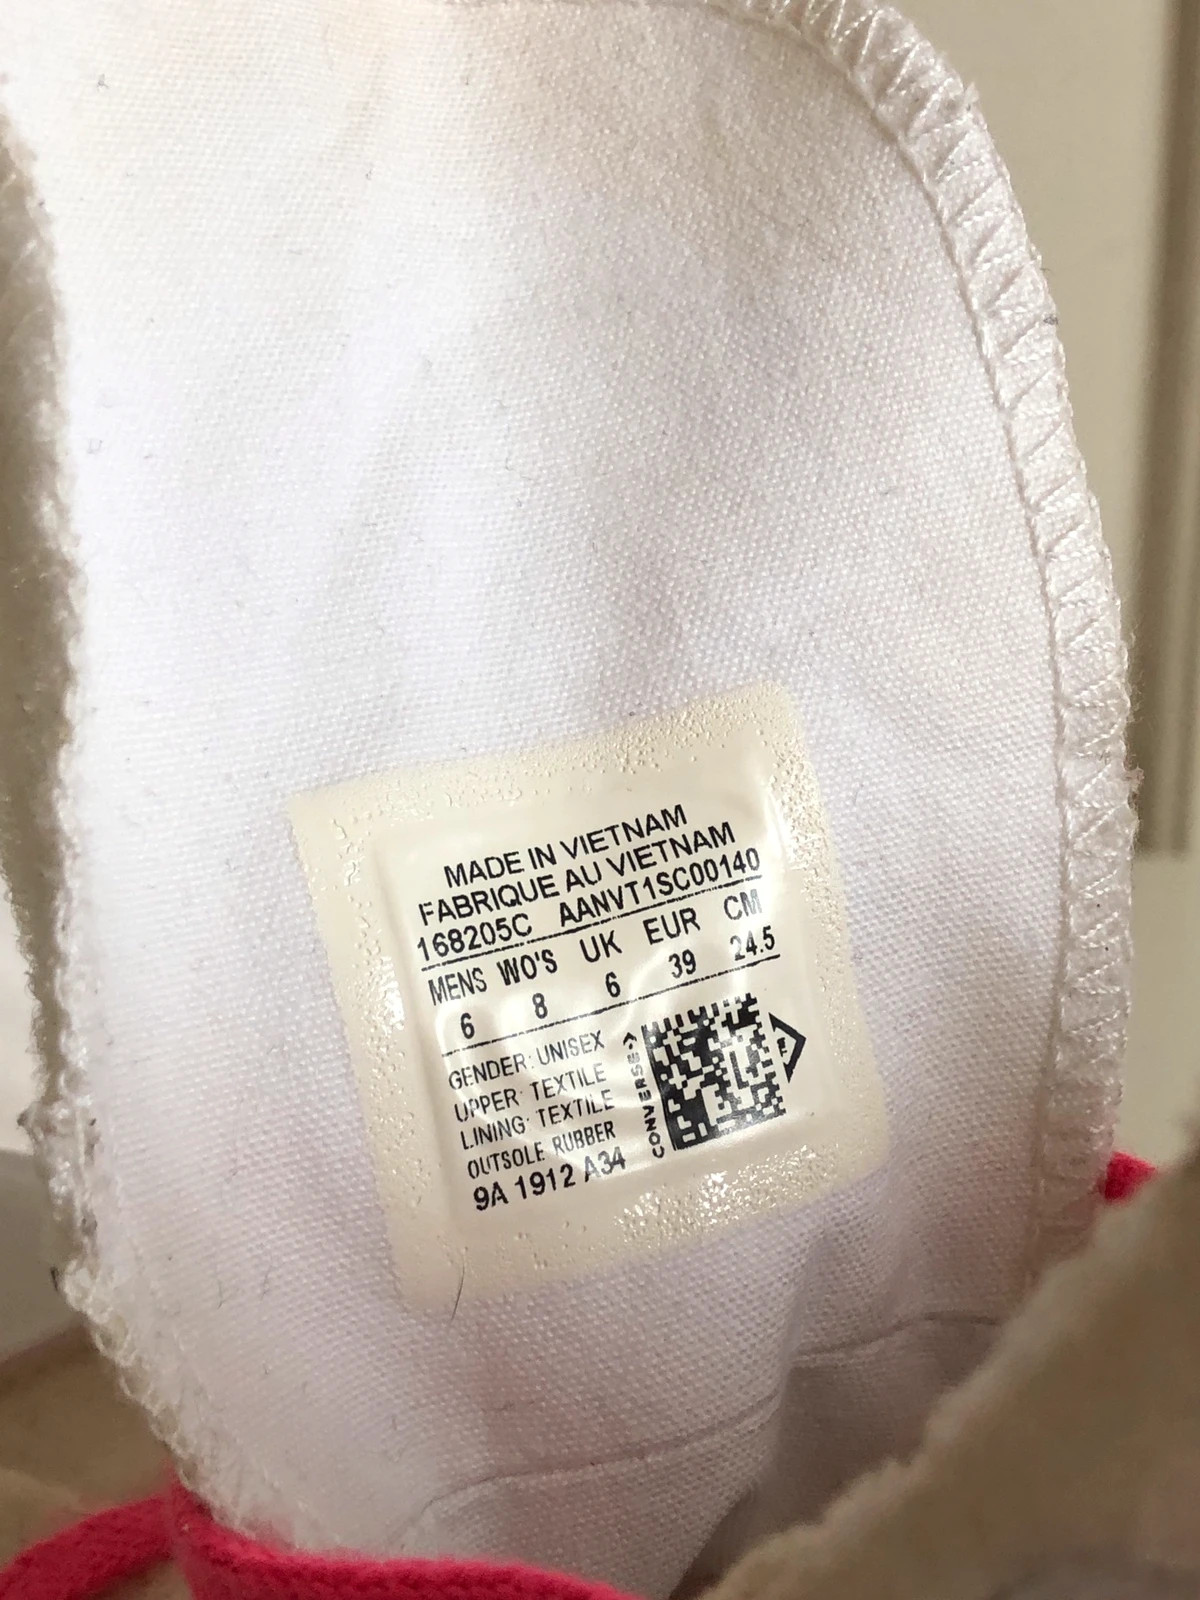 MADE IN VIETNAM
FABRIQUE AU VIETNAM
168205C AANVT1SC00140
MENS WO'S UK EUR CM
6 8 6 39 24.5
GENDER: UNISEX
UPPER: TEXTILE
LINING: TEXTILE
OUTSOLE RUBBER
9A 1912 A34
CONVERSE